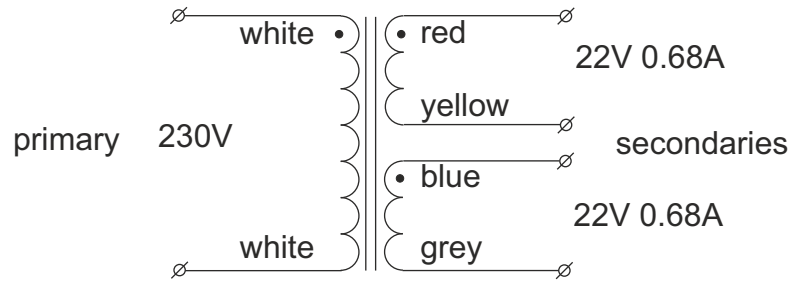 white
red
22V 0.68A
yellow
primary
230V
secondaries
blue
22V 0.68A
white
grey